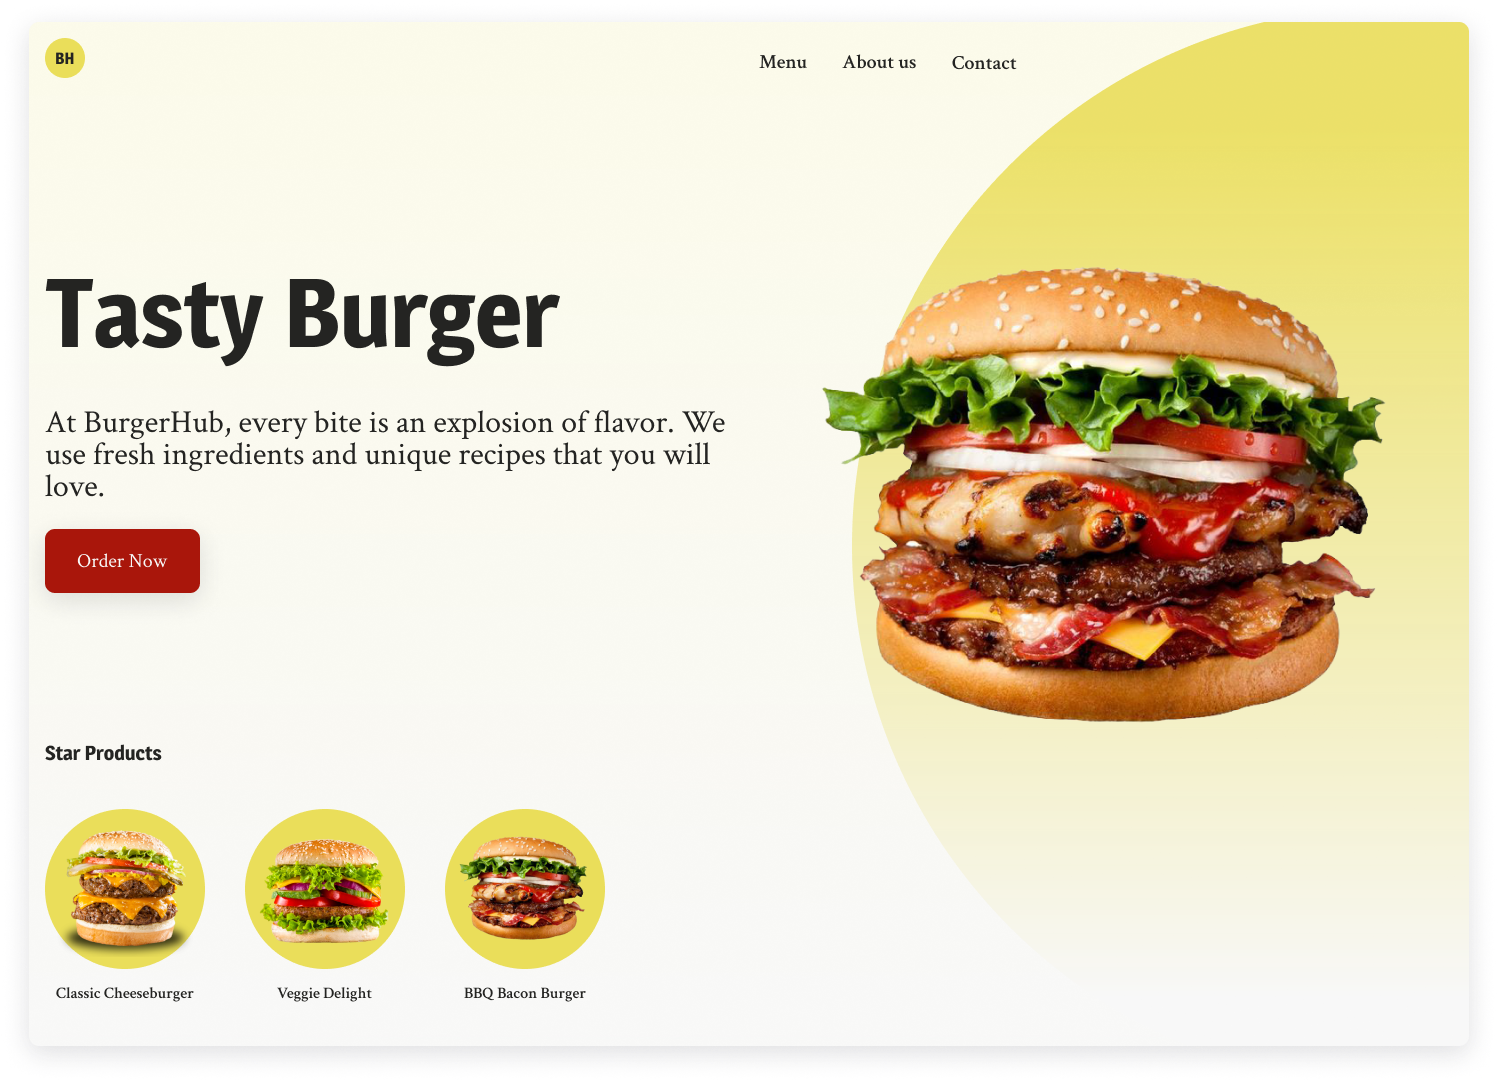 BH
Menu
About us
Contact
Tasty Burger
At BurgerHub, every bite is an explosion of flavor. We
use fresh ingredients and unique recipes that you will
love.
Order Now
Star Products
Classic Cheeseburger
Veggie Delight
BBQ Bacon Burger